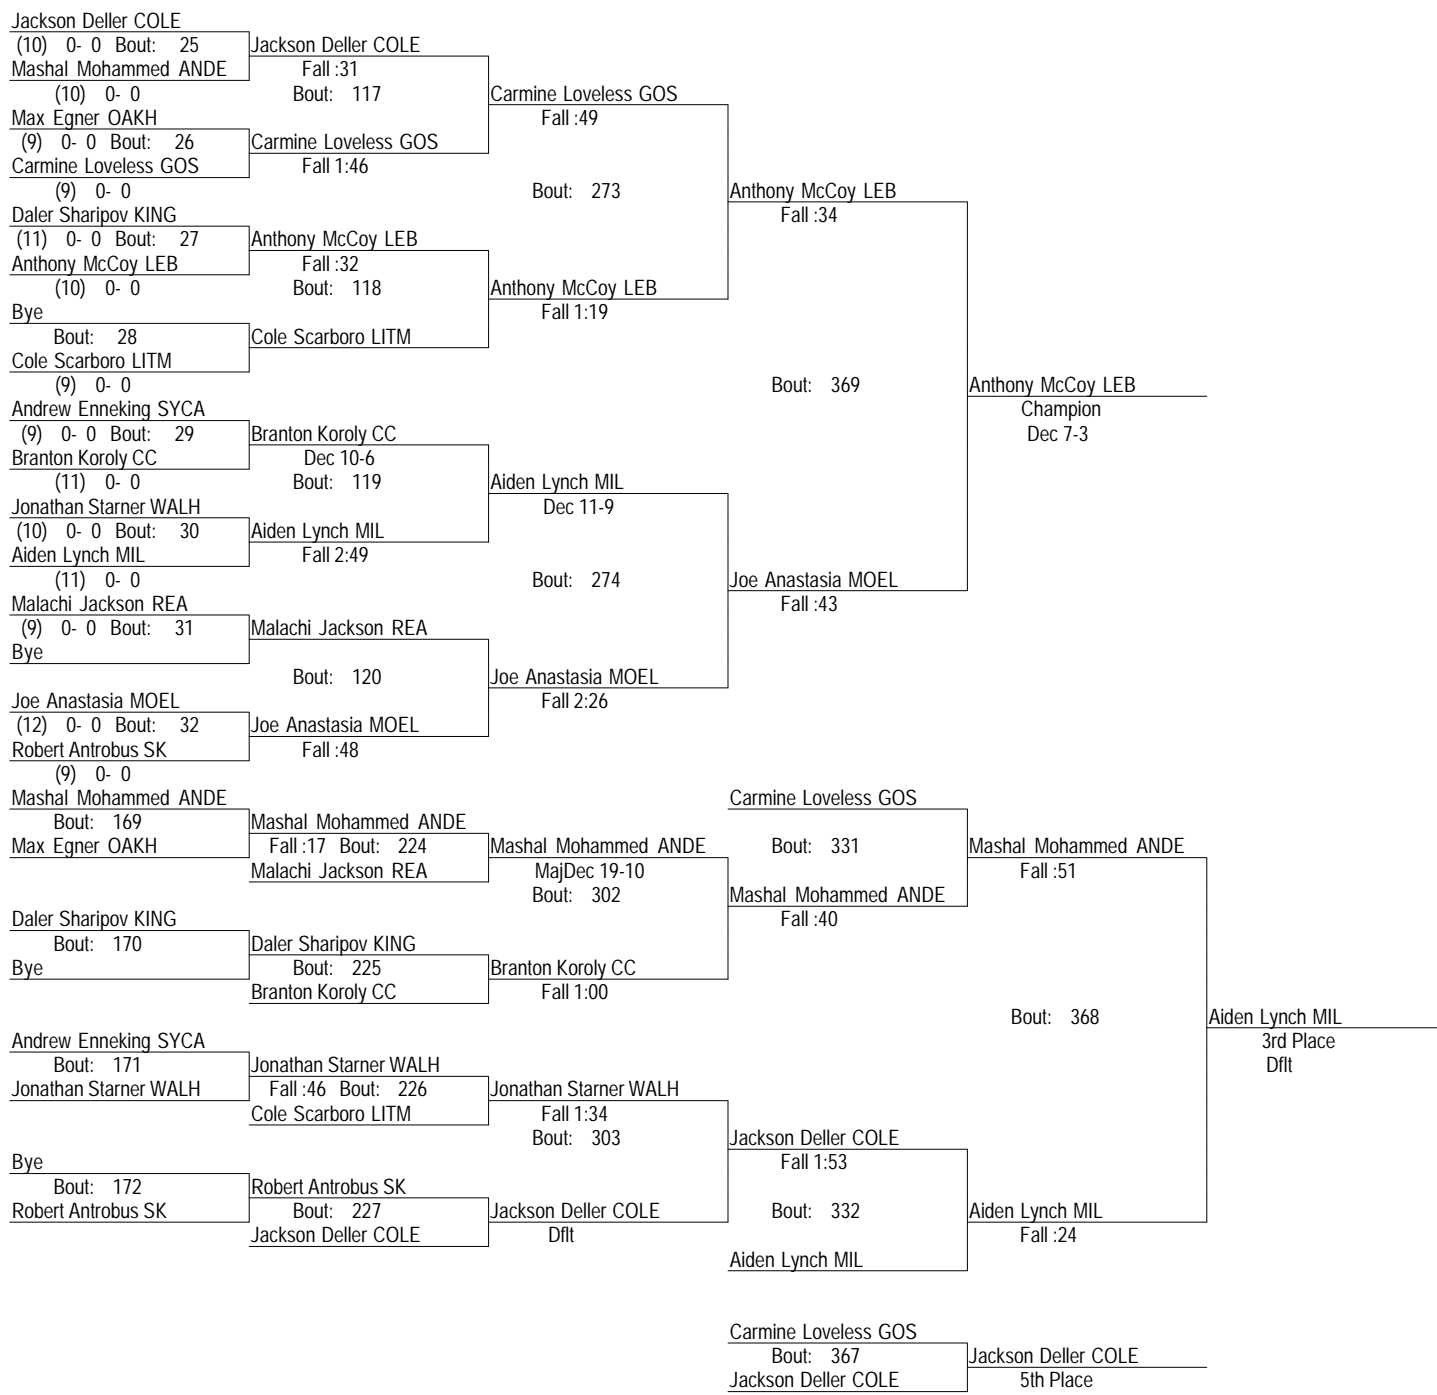 Jackson Deller COLE
(10) 0- 0 Bout: 25 Jackson Deller COLE
Mashal Mohammed ANDE Fall :31
(10) 0- 0 Bout: 117 Carmine Loveless GOS
Max Egner OAKH Fall :49
(9) 0- 0 Bout: 26 Carmine Loveless GOS
Carmine Loveless GOS Fall 1:46
(9) 0- 0 Bout: 273 Anthony McCoy LEB
Daler Sharipov KING Fall :34
(11) 0- 0 Bout: 27 Anthony McCoy LEB
Anthony McCoy LEB Fall :32
(10) 0- 0 Bout: 118 Anthony McCoy LEB
Bye Fall 1:19
Bout: 28 Cole Scarboro LITM
Cole Scarboro LITM
(9) 0- 0 Bout: 369 Anthony McCoy LEB
Andrew Enneking SYCA Champion
(9) 0- 0 Bout: 29 Branton Koroly CC Dec 7-3
Branton Koroly CC Dec 10-6
(11) 0- 0 Bout: 119 Aiden Lynch MIL
Jonathan Starner WALH Dec 11-9
(10) 0- 0 Bout: 30 Aiden Lynch MIL
Aiden Lynch MIL Fall 2:49
(11) 0- 0 Bout: 274 Joe Anastasia MOEL
Malachi Jackson REA Fall :43
(9) 0- 0 Bout: 31 Malachi Jackson REA
Bye
Bout: 120 Joe Anastasia MOEL
Joe Anastasia MOEL Fall 2:26
(12) 0- 0 Bout: 32 Joe Anastasia MOEL
Robert Antrobus SK Fall :48
(9) 0- 0
Mashal Mohammed ANDE Carmine Loveless GOS
Bout: 169 Mashal Mohammed ANDE
Max Egner OAKH Fall :17 Bout: 224 Mashal Mohammed ANDE Bout: 331 Mashal Mohammed ANDE
Malachi Jackson REA MajDec 19-10 Fall :51
Bout: 302 Mashal Mohammed ANDE
Daler Sharipov KING Fall :40
Bout: 170 Daler Sharipov KING
Bye Bout: 225 Branton Koroly CC
Branton Koroly CC Fall 1:00
Bout: 368 Aiden Lynch MIL
Andrew Enneking SYCA 3rd Place
Bout: 171 Jonathan Starner WALH Dflt
Jonathan Starner WALH Fall :46 Bout: 226 Jonathan Starner WALH
Cole Scarboro LITM Fall 1:34
Bout: 303 Jackson Deller COLE
Bye Fall 1:53
Bout: 172 Robert Antrobus SK
Robert Antrobus SK Bout: 227 Jackson Deller COLE Bout: 332 Aiden Lynch MIL
Jackson Deller COLE Dflt Fall :24
Aiden Lynch MIL
Carmine Loveless GOS
Bout: 367 Jackson Deller COLE
Jackson Deller COLE 5th Place